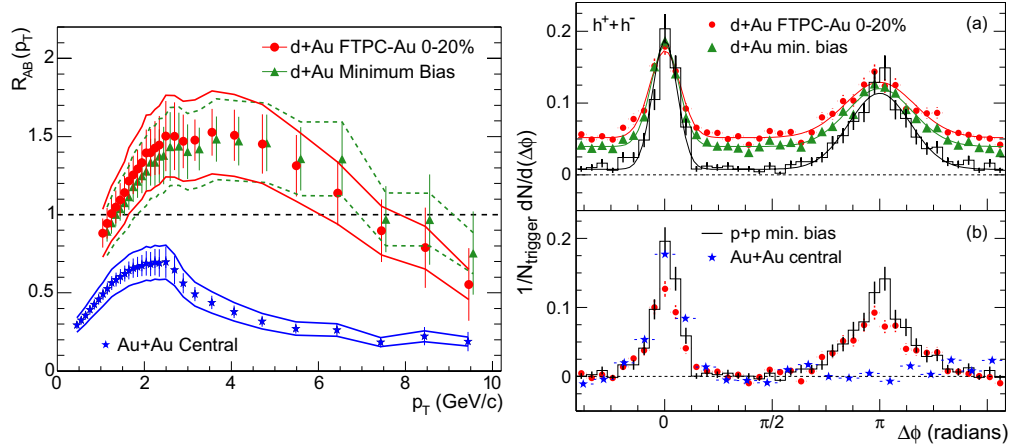 R_AB(p_T)
2
1.5
1
0.5
0
d+Au FTPC-Au 0-20%
d+Au Minimum Bias
Au+Au Central
0 2 4 6 8 10
p_T (GeV/c)
1/N_trigger dN/d(Δϕ)
h⁺+h⁻
(a)
d+Au FTPC-Au 0-20%
d+Au min. bias
0.2
0.1
0
(b)
p+p min. bias
Au+Au central
0.2
0.1
0
0 π/2 π
Δϕ (radians)